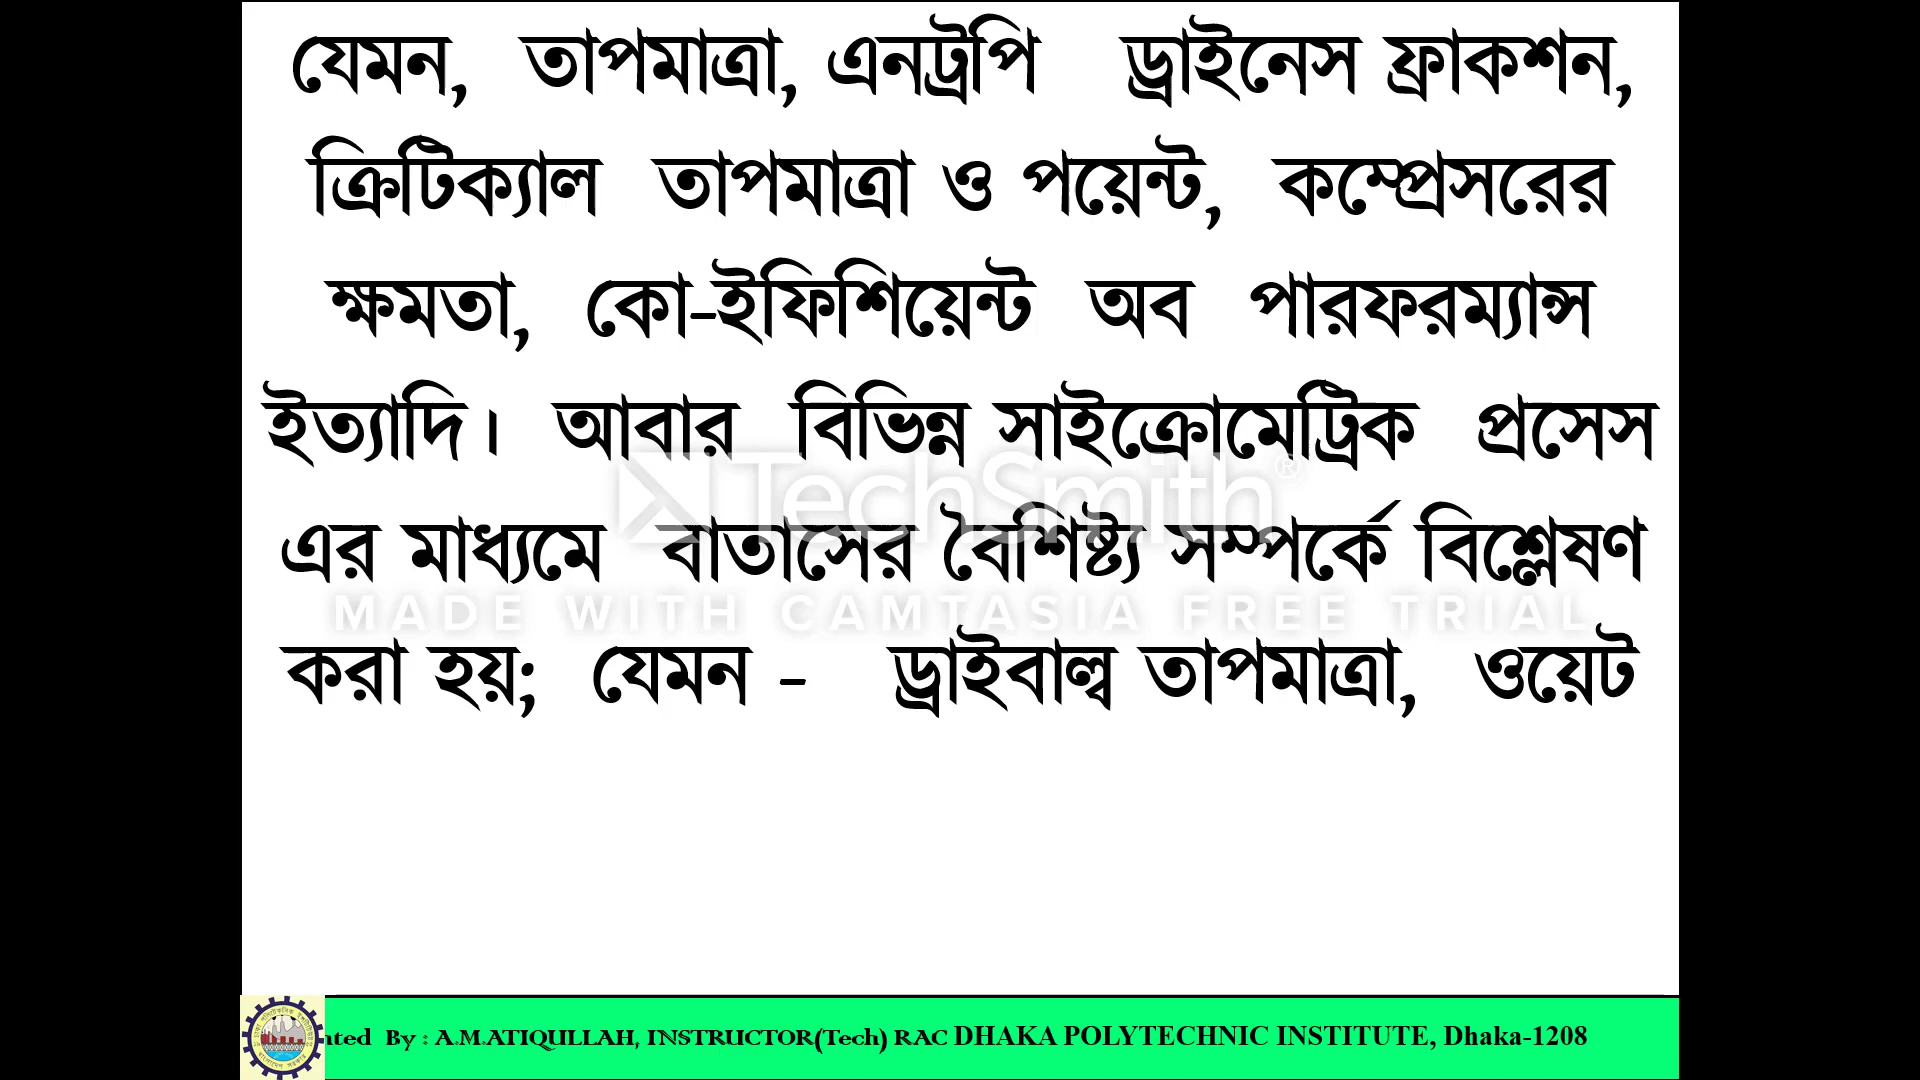 যেমন, তাপমাত্রা, এনট্রপি ড্রাইনেস ফ্রাকশন,
ক্রিটিক্যাল তাপমাত্রা ও পয়েন্ট, কম্প্রেসরের
ক্ষমতা, কো-ইফিশিয়েন্ট অব পারফরম্যান্স
ইত্যাদি। আবার বিভিন্ন সাইক্রোমেট্রিক প্রসেস
TechSmith®
এর মাধ্যমে বাতাসের বৈশিষ্ট্য সম্পর্কে বিশ্লেষণ
MADE WITH CAMTASIA FREE TRIAL
করা হয়; যেমন - ড্রাইবাল্ব তাপমাত্রা, ওয়েট
nted By : A.M.ATIQULLAH, INSTRUCTOR(Tech) RAC DHAKA POLYTECHNIC INSTITUTE, Dhaka-1208